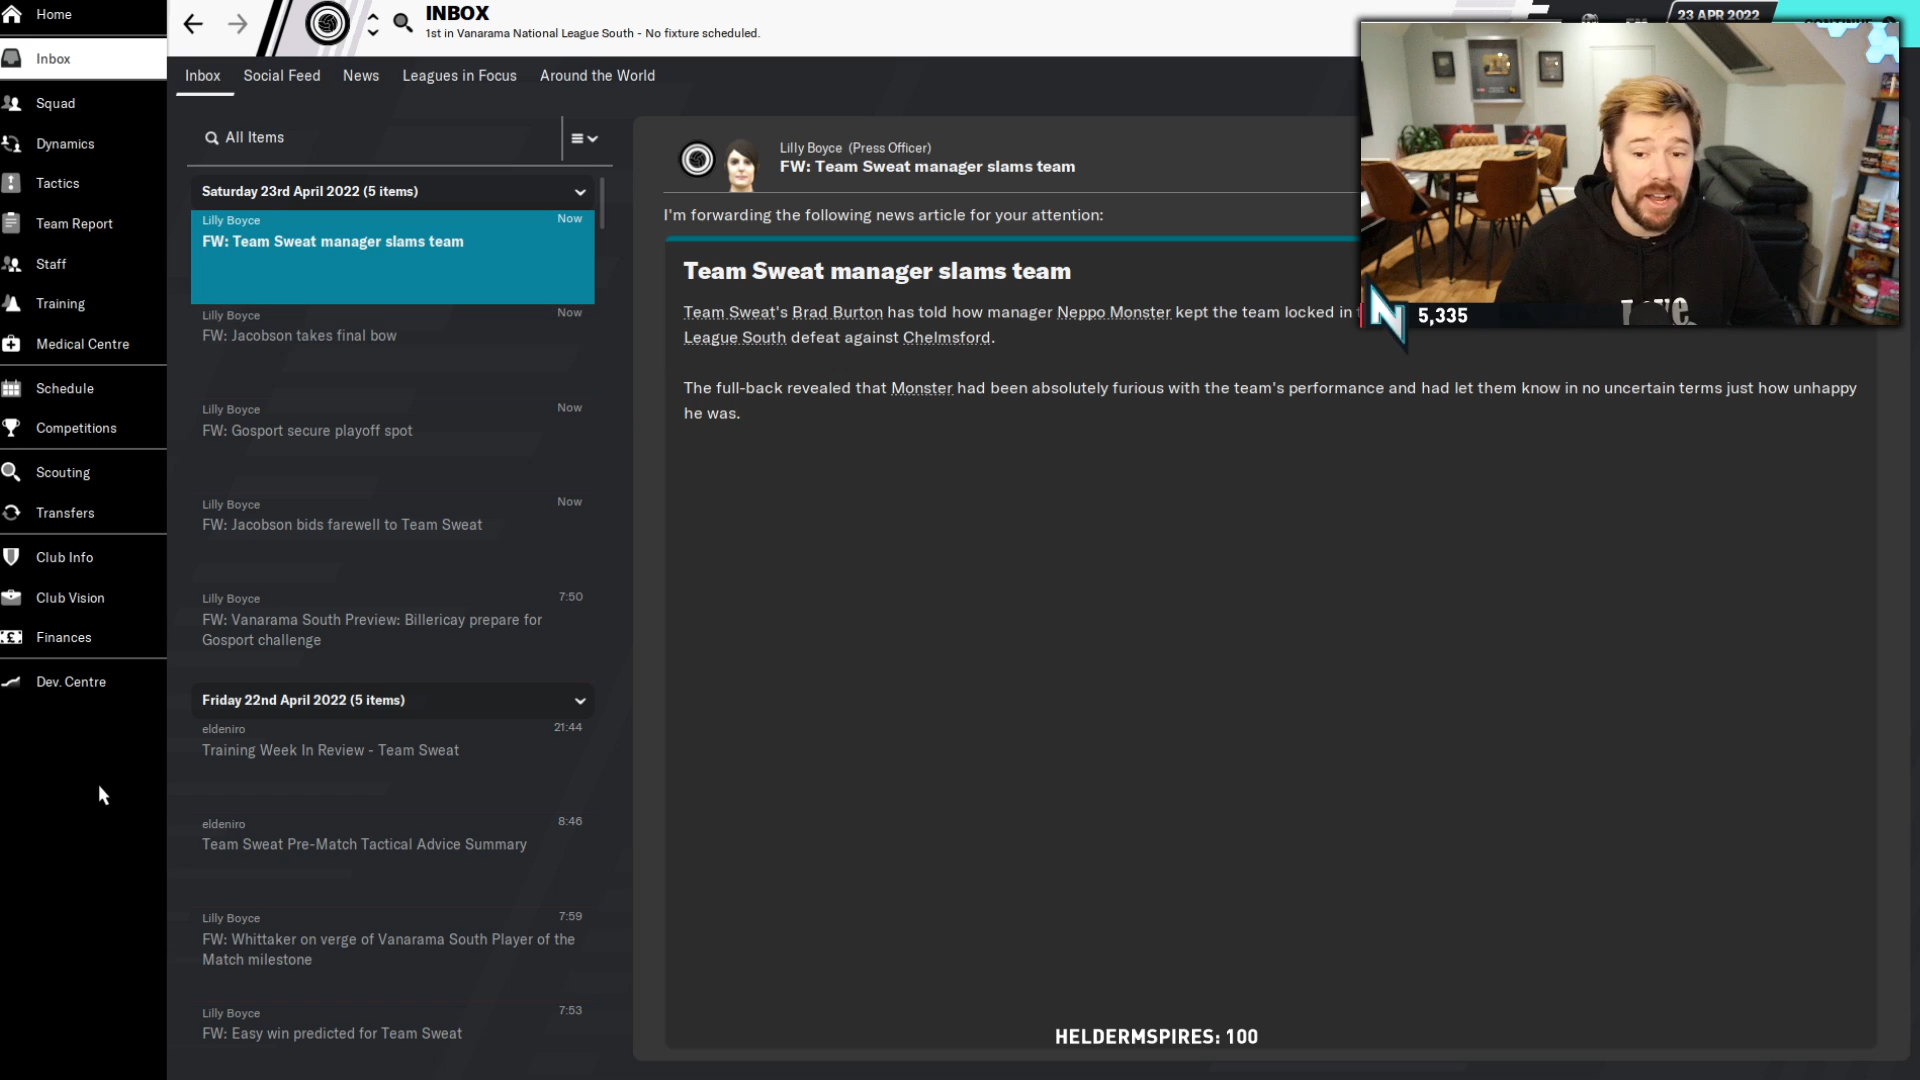 Home
Inbox
Squad
Dynamics
Tactics
Team Report
Staff
Training
Medical Centre
Schedule
Competitions
Scouting
Transfers
Club Info
Club Vision
Finances
Dev. Centre
INBOX
1st in Vanarama National League South - No fixture scheduled.
23 APR 2022
Inbox
Social Feed
News
Leagues in Focus
Around the World
All Items
Saturday 23rd April 2022 (5 items)
Lilly Boyce
Now
FW: Team Sweat manager slams team
Lilly Boyce
Now
FW: Jacobson takes final bow
Lilly Boyce
Now
FW: Gosport secure playoff spot
Lilly Boyce
Now
FW: Jacobson bids farewell to Team Sweat
Lilly Boyce
7:50
FW: Vanarama South Preview: Billericay prepare for
Gosport challenge
Friday 22nd April 2022 (5 items)
eldeniro
21:44
Training Week In Review - Team Sweat
eldeniro
8:46
Team Sweat Pre-Match Tactical Advice Summary
Lilly Boyce
7:59
FW: Whittaker on verge of Vanarama South Player of the
Match milestone
Lilly Boyce
7:53
FW: Easy win predicted for Team Sweat
Lilly Boyce (Press Officer)
FW: Team Sweat manager slams team
I'm forwarding the following news article for your attention:
Team Sweat manager slams team
Team Sweat's Brad Burton has told how manager Neppo Monster kept the team locked in
League South defeat against Chelmsford.
The full-back revealed that Monster had been absolutely furious with the team's performance and had let them know in no uncertain terms just how unhappy
he was.
N 5,335
HELDERMSPIRES: 100